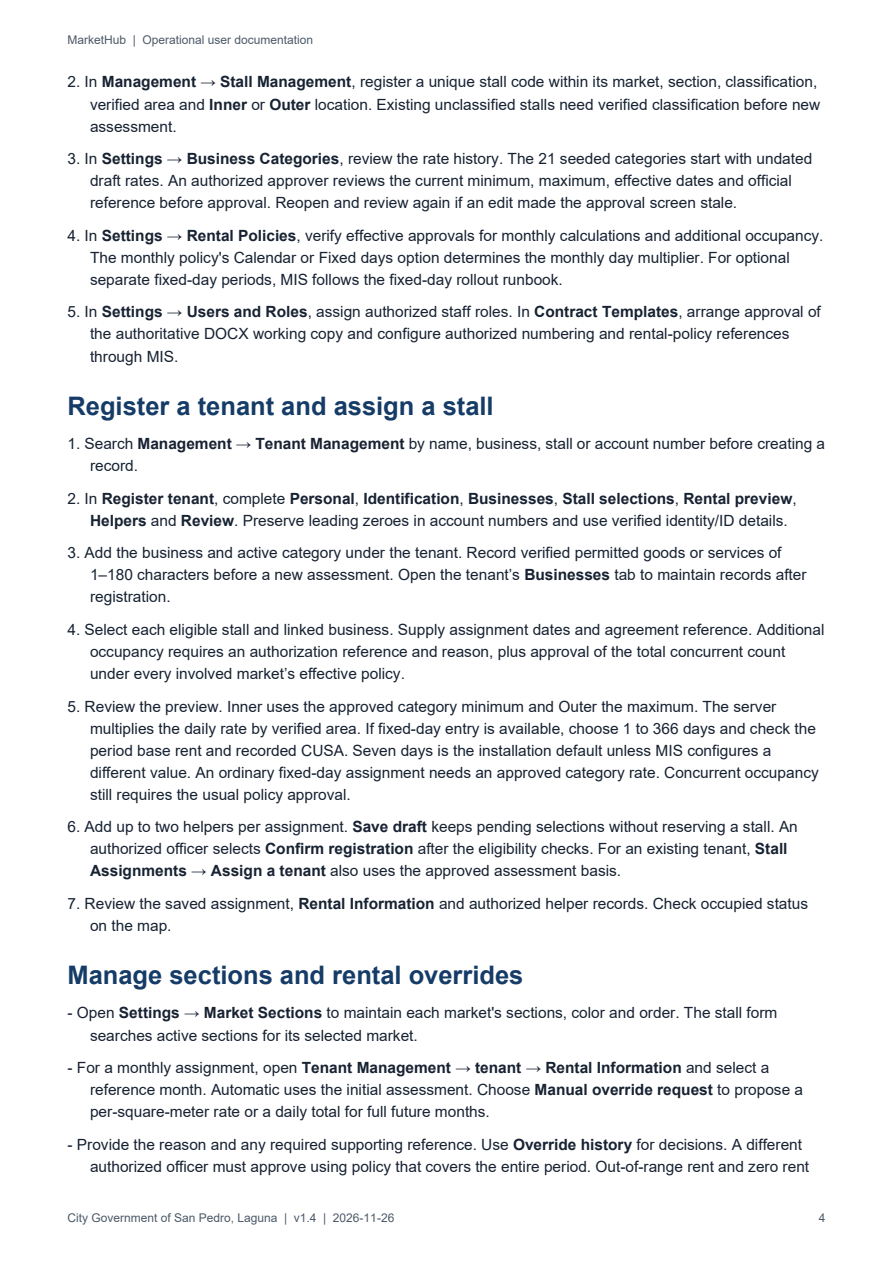 MarketHub | Operational user documentation
2. In Management → Stall Management, register a unique stall code within its market, section, classification,
verified area and Inner or Outer location. Existing unclassified stalls need verified classification before new
assessment.
3. In Settings → Business Categories, review the rate history. The 21 seeded categories start with undated
draft rates. An authorized approver reviews the current minimum, maximum, effective dates and official
reference before approval. Reopen and review again if an edit made the approval screen stale.
4. In Settings → Rental Policies, verify effective approvals for monthly calculations and additional occupancy.
The monthly policy's Calendar or Fixed days option determines the monthly day multiplier. For optional
separate fixed-day periods, MIS follows the fixed-day rollout runbook.
5. In Settings → Users and Roles, assign authorized staff roles. In Contract Templates, arrange approval of
the authoritative DOCX working copy and configure authorized numbering and rental-policy references
through MIS.
Register a tenant and assign a stall
1. Search Management → Tenant Management by name, business, stall or account number before creating a
record.
2. In Register tenant, complete Personal, Identification, Businesses, Stall selections, Rental preview,
Helpers and Review. Preserve leading zeroes in account numbers and use verified identity/ID details.
3. Add the business and active category under the tenant. Record verified permitted goods or services of
1–180 characters before a new assessment. Open the tenant’s Businesses tab to maintain records after
registration.
4. Select each eligible stall and linked business. Supply assignment dates and agreement reference. Additional
occupancy requires an authorization reference and reason, plus approval of the total concurrent count
under every involved market’s effective policy.
5. Review the preview. Inner uses the approved category minimum and Outer the maximum. The server
multiplies the daily rate by verified area. If fixed-day entry is available, choose 1 to 366 days and check the
period base rent and recorded CUSA. Seven days is the installation default unless MIS configures a
different value. An ordinary fixed-day assignment needs an approved category rate. Concurrent occupancy
still requires the usual policy approval.
6. Add up to two helpers per assignment. Save draft keeps pending selections without reserving a stall. An
authorized officer selects Confirm registration after the eligibility checks. For an existing tenant, Stall
Assignments → Assign a tenant also uses the approved assessment basis.
7. Review the saved assignment, Rental Information and authorized helper records. Check occupied status
on the map.
Manage sections and rental overrides
- Open Settings → Market Sections to maintain each market's sections, color and order. The stall form
searches active sections for its selected market.
- For a monthly assignment, open Tenant Management → tenant → Rental Information and select a
reference month. Automatic uses the initial assessment. Choose Manual override request to propose a
per-square-meter rate or a daily total for full future months.
- Provide the reason and any required supporting reference. Use Override history for decisions. A different
authorized officer must approve using policy that covers the entire period. Out-of-range rent and zero rent
City Government of San Pedro, Laguna | v1.4 | 2026-11-26
4